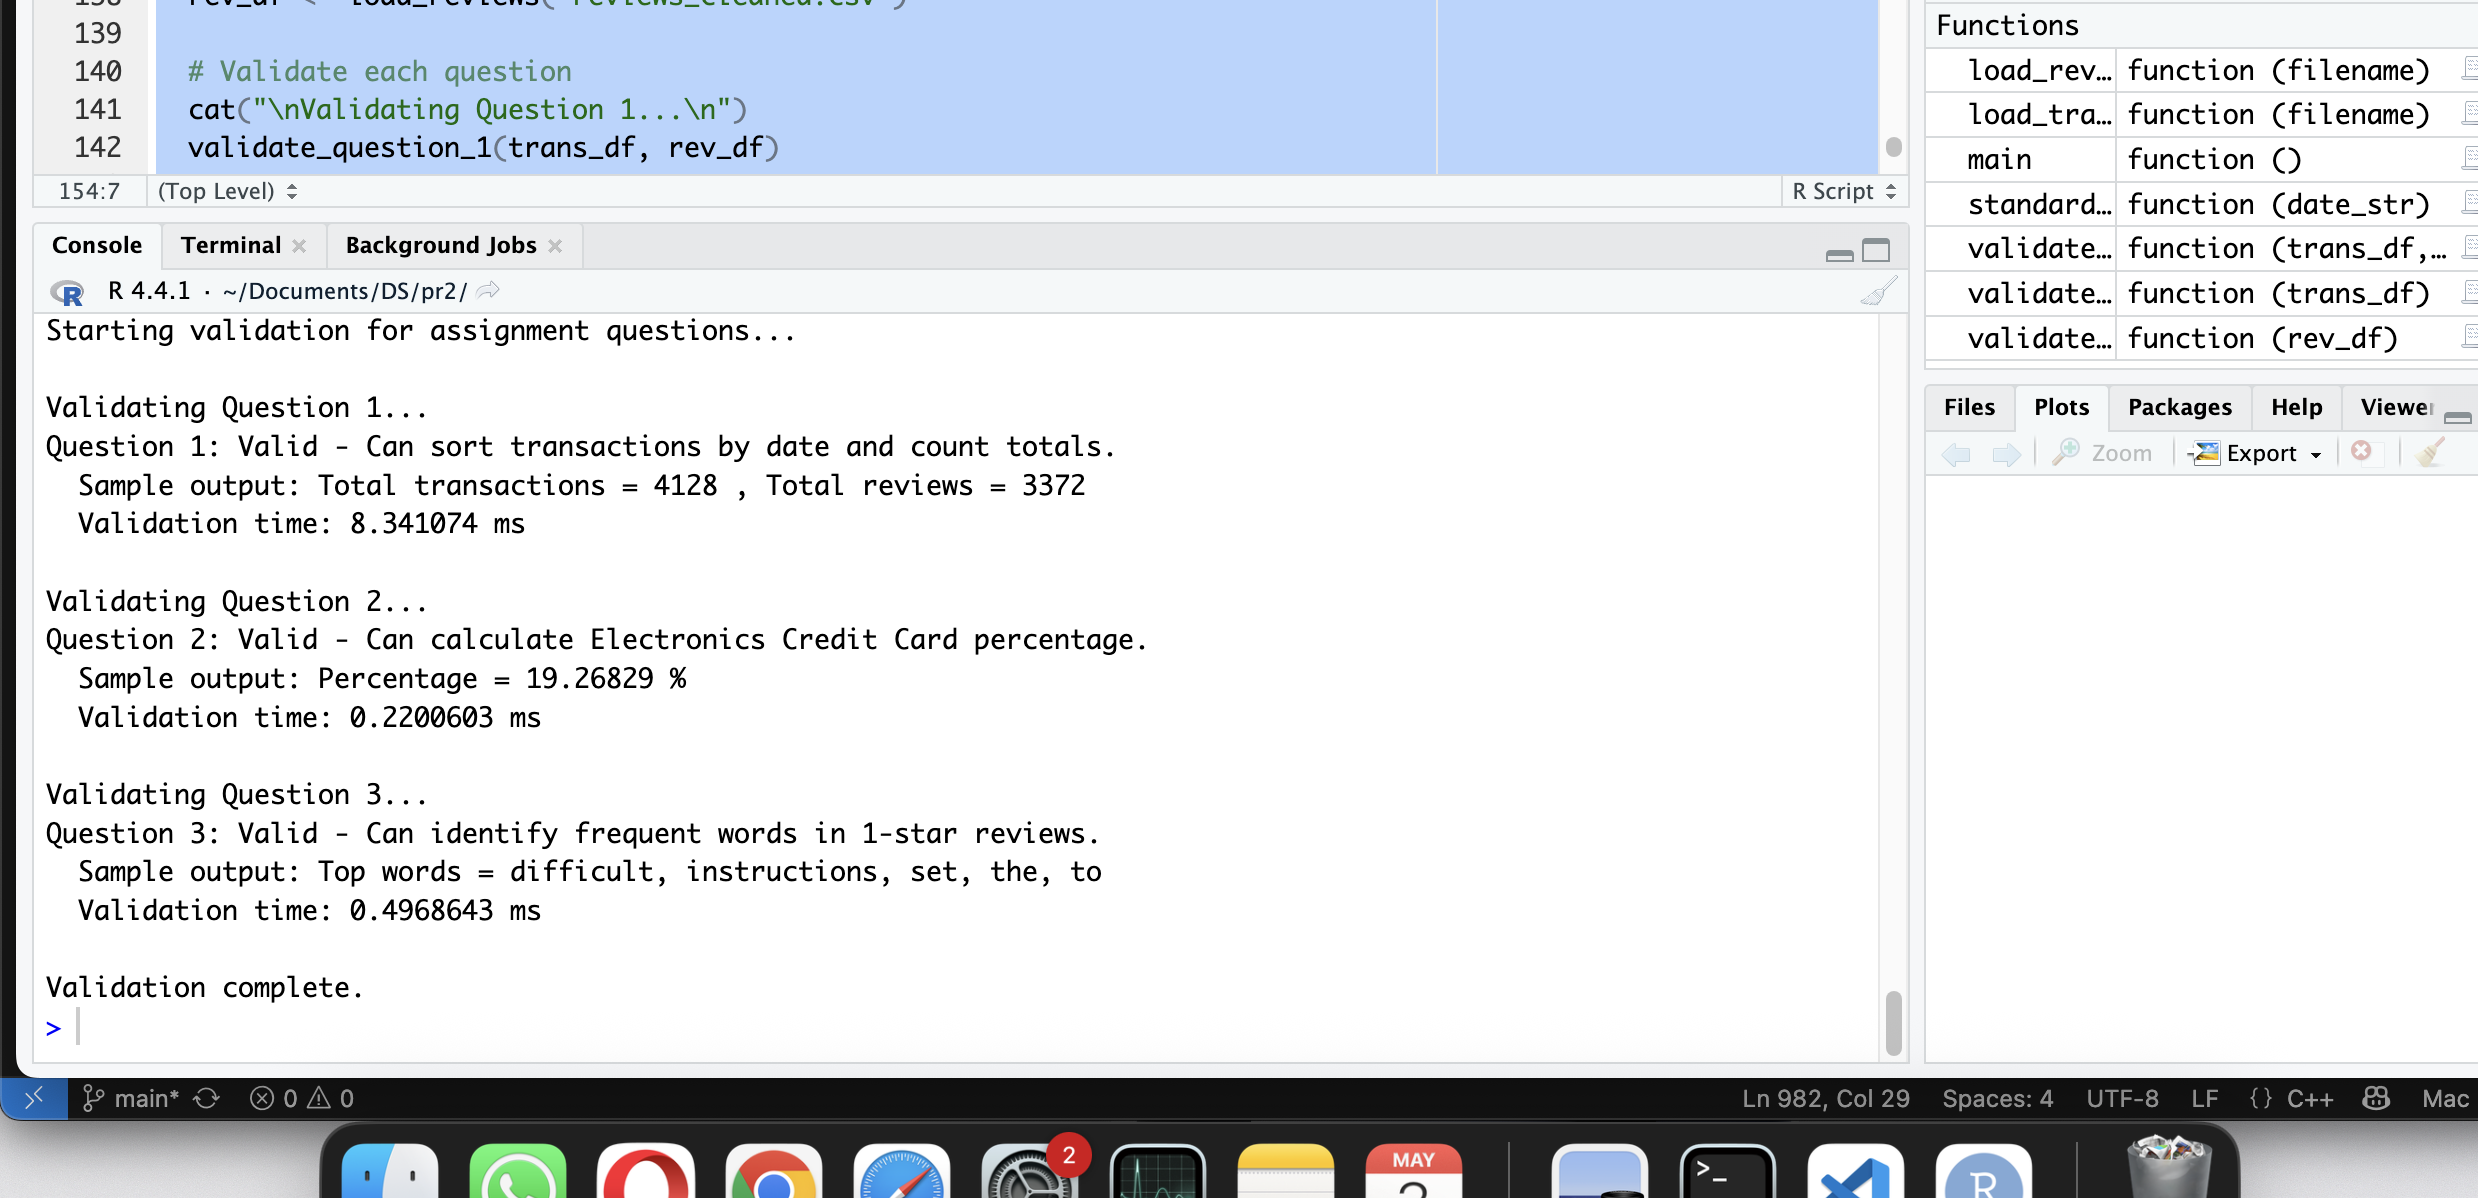 rev_df <- load_reviews("reviews_cleaned.csv")
139
140 # Validate each question
141 cat("\nValidating Question 1...\n")
142 validate_question_1(trans_df, rev_df)
154:7 (Top Level) R Script
Console Terminal Background Jobs
R 4.4.1 · ~/Documents/DS/pr2/
Starting validation for assignment questions...
Validating Question 1...
Question 1: Valid - Can sort transactions by date and count totals.
Sample output: Total transactions = 4128 , Total reviews = 3372
Validation time: 8.341074 ms
Validating Question 2...
Question 2: Valid - Can calculate Electronics Credit Card percentage.
Sample output: Percentage = 19.26829 %
Validation time: 0.2200603 ms
Validating Question 3...
Question 3: Valid - Can identify frequent words in 1-star reviews.
Sample output: Top words = difficult, instructions, set, the, to
Validation time: 0.4968643 ms
Validation complete.
>
Functions
load_rev… function (filename)
load_tra… function (filename)
main function ()
standard… function (date_str)
validate… function (trans_df,…
validate… function (trans_df)
validate… function (rev_df)
Files Plots Packages Help Viewer
Zoom Export
main* 0 0 Ln 982, Col 29 Spaces: 4 UTF-8 LF {} C++ Mac
2
MAY
>_
R